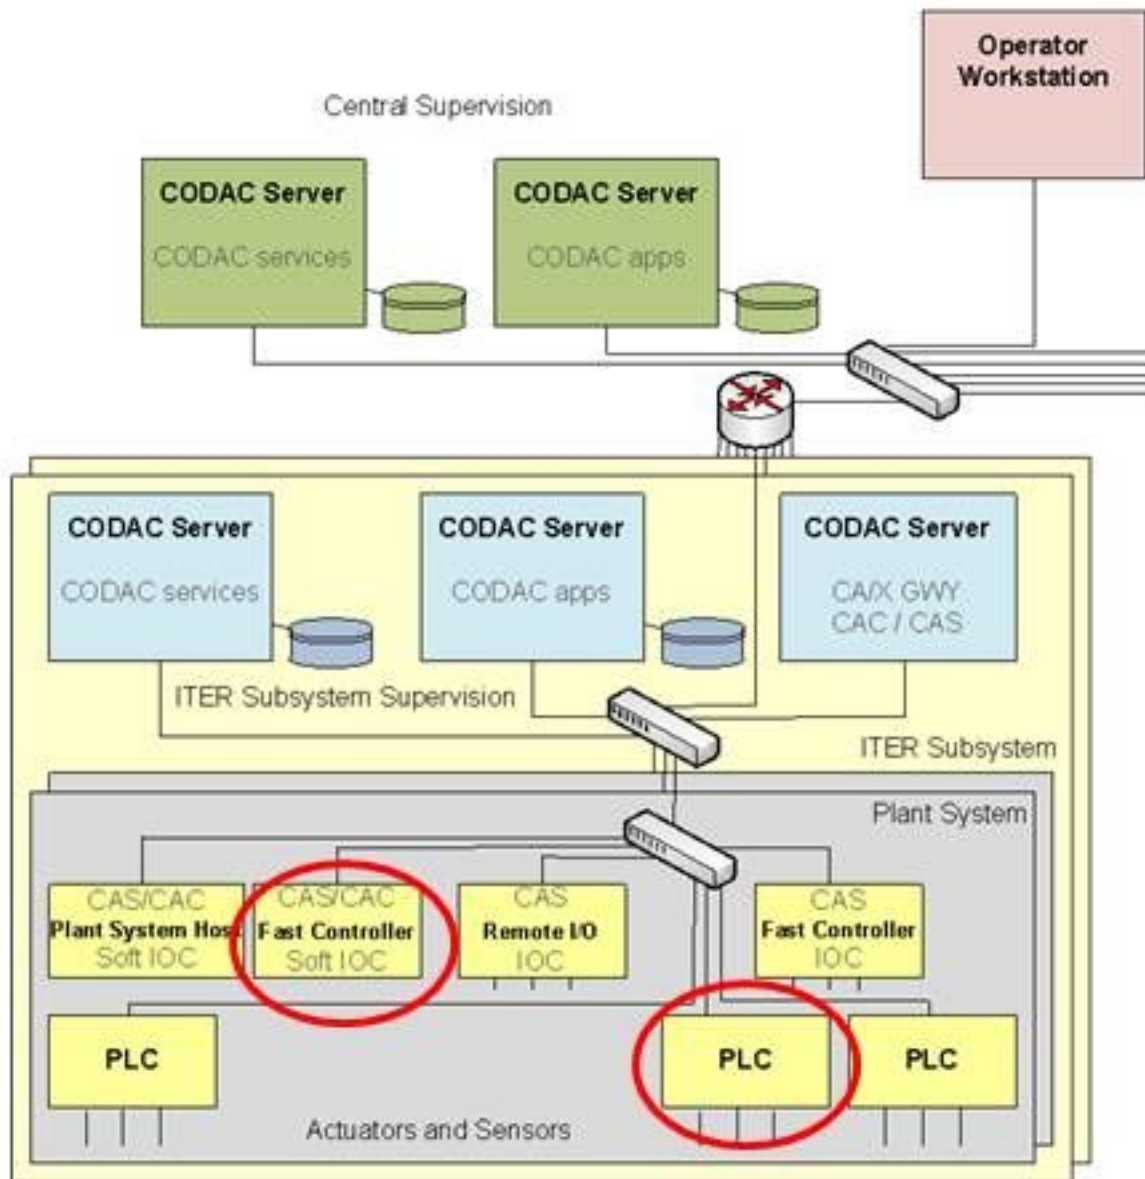 Operator
Workstation
Central Supervision
CODAC Server
CODAC services
CODAC Server
CODAC apps
CODAC Server
CODAC services
CODAC Server
CODAC apps
CODAC Server
CA/X GWY
CAC / CAS
ITER Subsystem Supervision
ITER Subsystem
Plant System
CAS/CAC
Plant System Host
Soft IOC
CAS/CAC
Fast Controller
Soft IOC
CAS
Remote I/O
IOC
CAS
Fast Controller
IOC
PLC
PLC
PLC
Actuators and Sensors